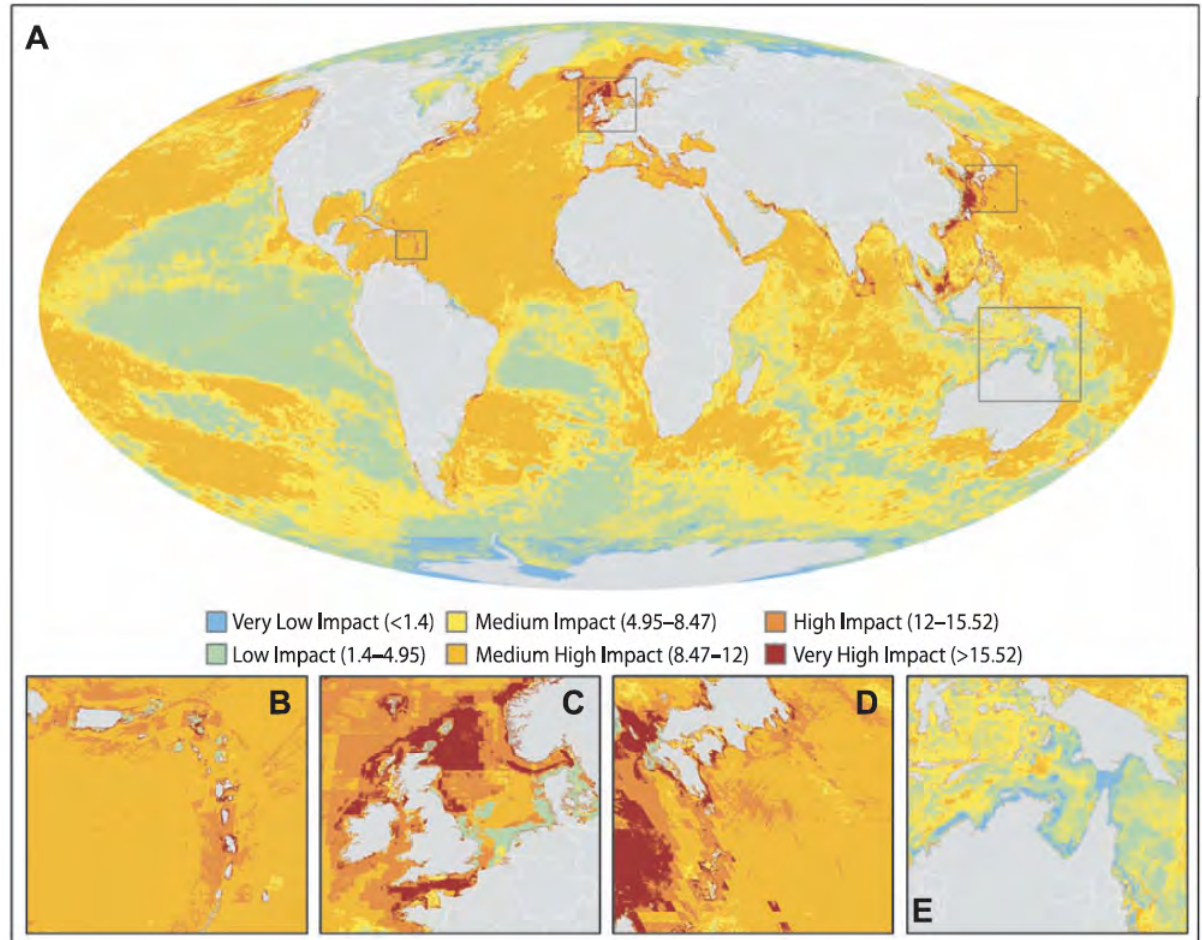 A
Very Low Impact (<1.4)
Medium Impact (4.95–8.47)
High Impact (12–15.52)
Low Impact (1.4–4.95)
Medium High Impact (8.47–12)
Very High Impact (>15.52)
B
C
D
E